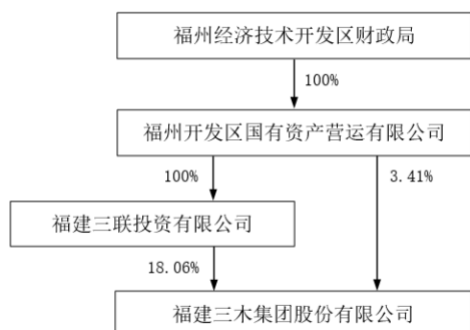 福州经济技术开发区财政局
100%
福州开发区国有资产营运有限公司
100%
3.41%
福建三联投资有限公司
18.06%
福建三木集团股份有限公司